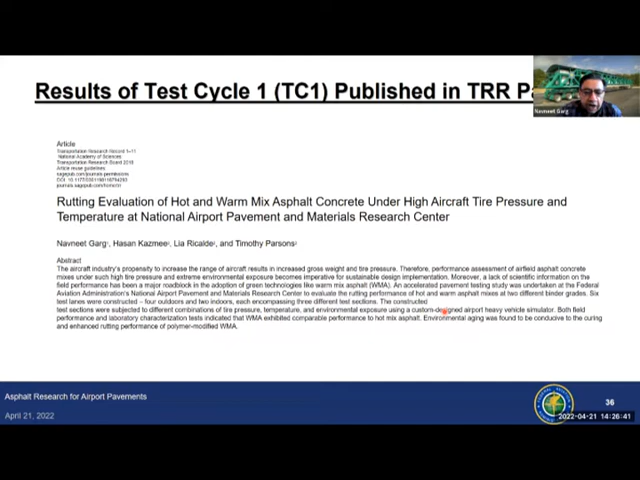 Results of Test Cycle 1 (TC1) Published in TRR P
Navneet Garg
Article
Transportation Research Record 1–11
National Academy of Sciences
Transportation Research Board 2018
Article reuse guidelines:
sagepub.com/journals-permissions
journals.sagepub.com/home/trr
Rutting Evaluation of Hot and Warm Mix Asphalt Concrete Under High Aircraft Tire Pressure and
Temperature at National Airport Pavement and Materials Research Center
Navneet Garg, Hasan Kazmee, Lia Ricalde, and Timothy Parsons
Abstract
The aircraft industry's propensity to increase the range of aircraft results in increased gross weight and tire pressure. Therefore, performance assessment of airfield asphalt concrete
mixes under such high tire pressure and extreme environmental exposure becomes imperative for sustainable design implementation. Moreover, a lack of scientific information on the
field performance has been a major roadblock in the adoption of green technologies like warm mix asphalt (WMA). An accelerated pavement testing study was undertaken at the Federal
Aviation Administration's National Airport Pavement and Materials Research Center to evaluate the rutting performance of hot and warm asphalt mixes at two different binder grades. Six
test lanes were constructed – four outdoors and two indoors, each encompassing three different test sections. The constructed
test sections were subjected to different combinations of tire pressure, temperature, and environmental exposure using a custom-designed airport heavy vehicle simulator. Both field
performance and laboratory characterization tests indicated that WMA exhibited comparable performance to hot mix asphalt. Environmental aging was found to be conducive to the curing
and enhanced rutting performance of polymer-modified WMA.
Asphalt Research for Airport Pavements
36
April 21, 2022
2022-04-21 14:26:41